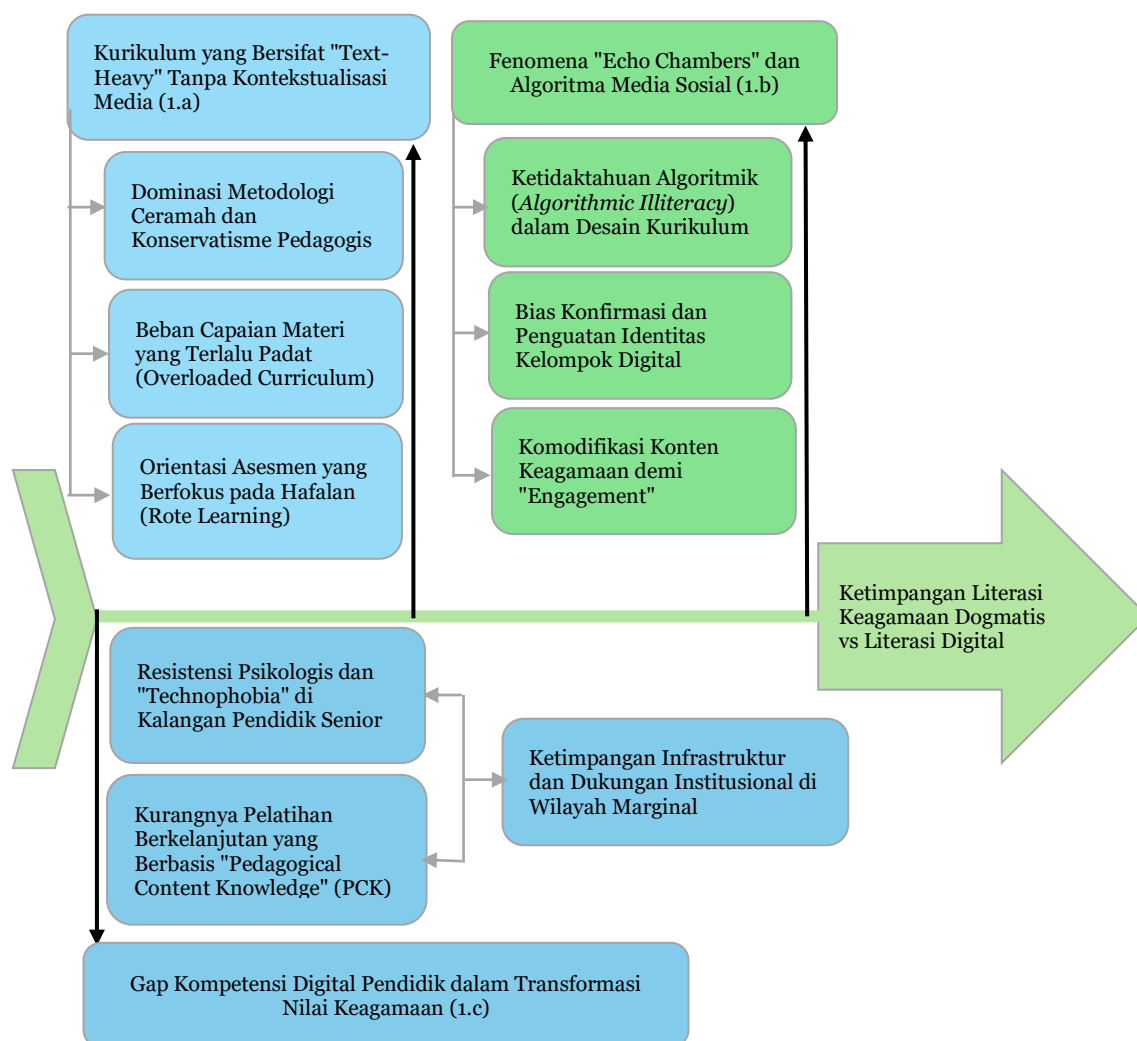 Kurikulum yang Bersifat "Text-
Heavy" Tanpa Kontekstualisasi
Media (1.a)
Dominasi Metodologi
Ceramah dan
Konservatisme Pedagogis
Beban Capaian Materi
yang Terlalu Padat
(Overloaded Curriculum)
Orientasi Asesmen yang
Berfokus pada Hafalan
(Rote Learning)
Fenomena "Echo Chambers" dan
Algoritma Media Sosial (1.b)
Ketidaktahuan Algoritmik
(Algorithmic Illiteracy)
dalam Desain Kurikulum
Bias Konfirmasi dan
Penguatan Identitas
Kelompok Digital
Komodifikasi Konten
Keagamaan demi
"Engagement"
Ketimpangan Literasi
Keagamaan Dogmatis
vs Literasi Digital
Resistensi Psikologis dan
"Technophobia" di
Kalangan Pendidik Senior
Kurangnya Pelatihan
Berkelanjutan yang
Berbasis "Pedagogical
Content Knowledge" (PCK)
Ketimpangan Infrastruktur
dan Dukungan Institusional di
Wilayah Marginal
Gap Kompetensi Digital Pendidik dalam Transformasi
Nilai Keagamaan (1.c)